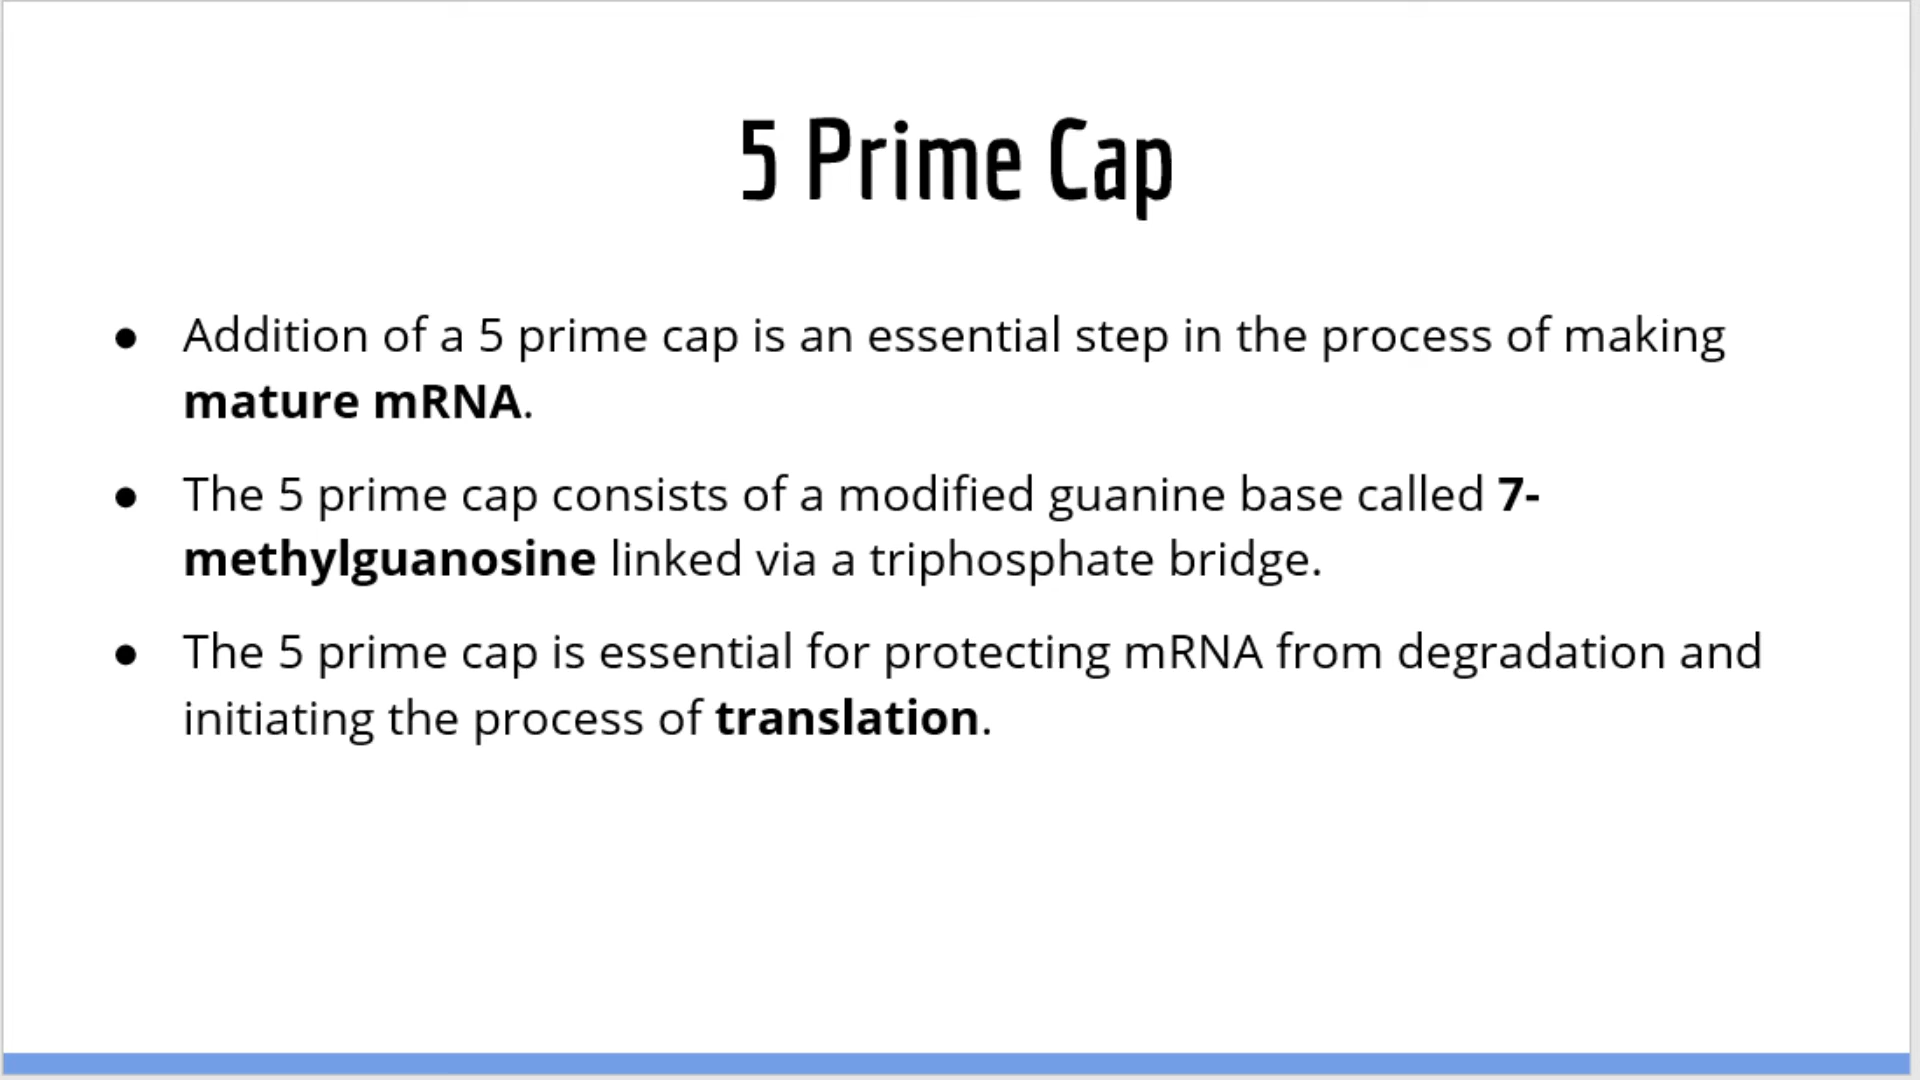 5 Prime Cap
● Addition of a 5 prime cap is an essential step in the process of making
mature mRNA.
● The 5 prime cap consists of a modified guanine base called 7-
methylguanosine linked via a triphosphate bridge.
● The 5 prime cap is essential for protecting mRNA from degradation and
initiating the process of translation.